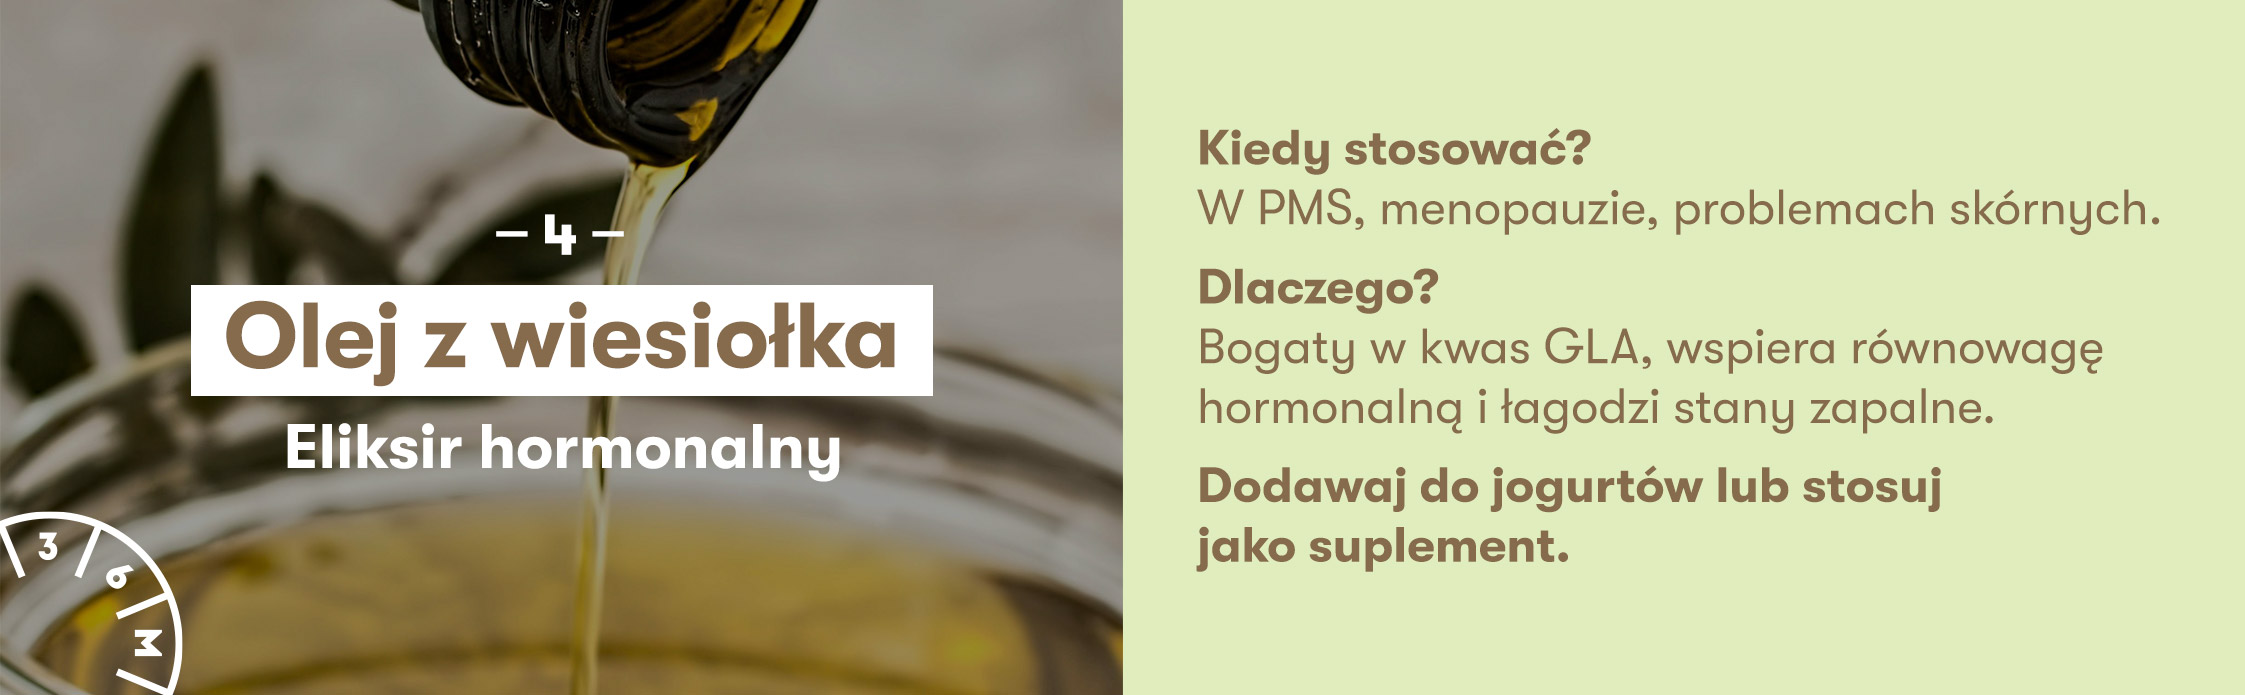 – 4 –
Olej z wiesiołka
Eliksir hormonalny
3
6
M
Kiedy stosować?
W PMS, menopauzie, problemach skórnych.
Dlaczego?
Bogaty w kwas GLA, wspiera równowagę
hormonalną i łagodzi stany zapalne.
Dodawaj do jogurtów lub stosuj
jako suplement.